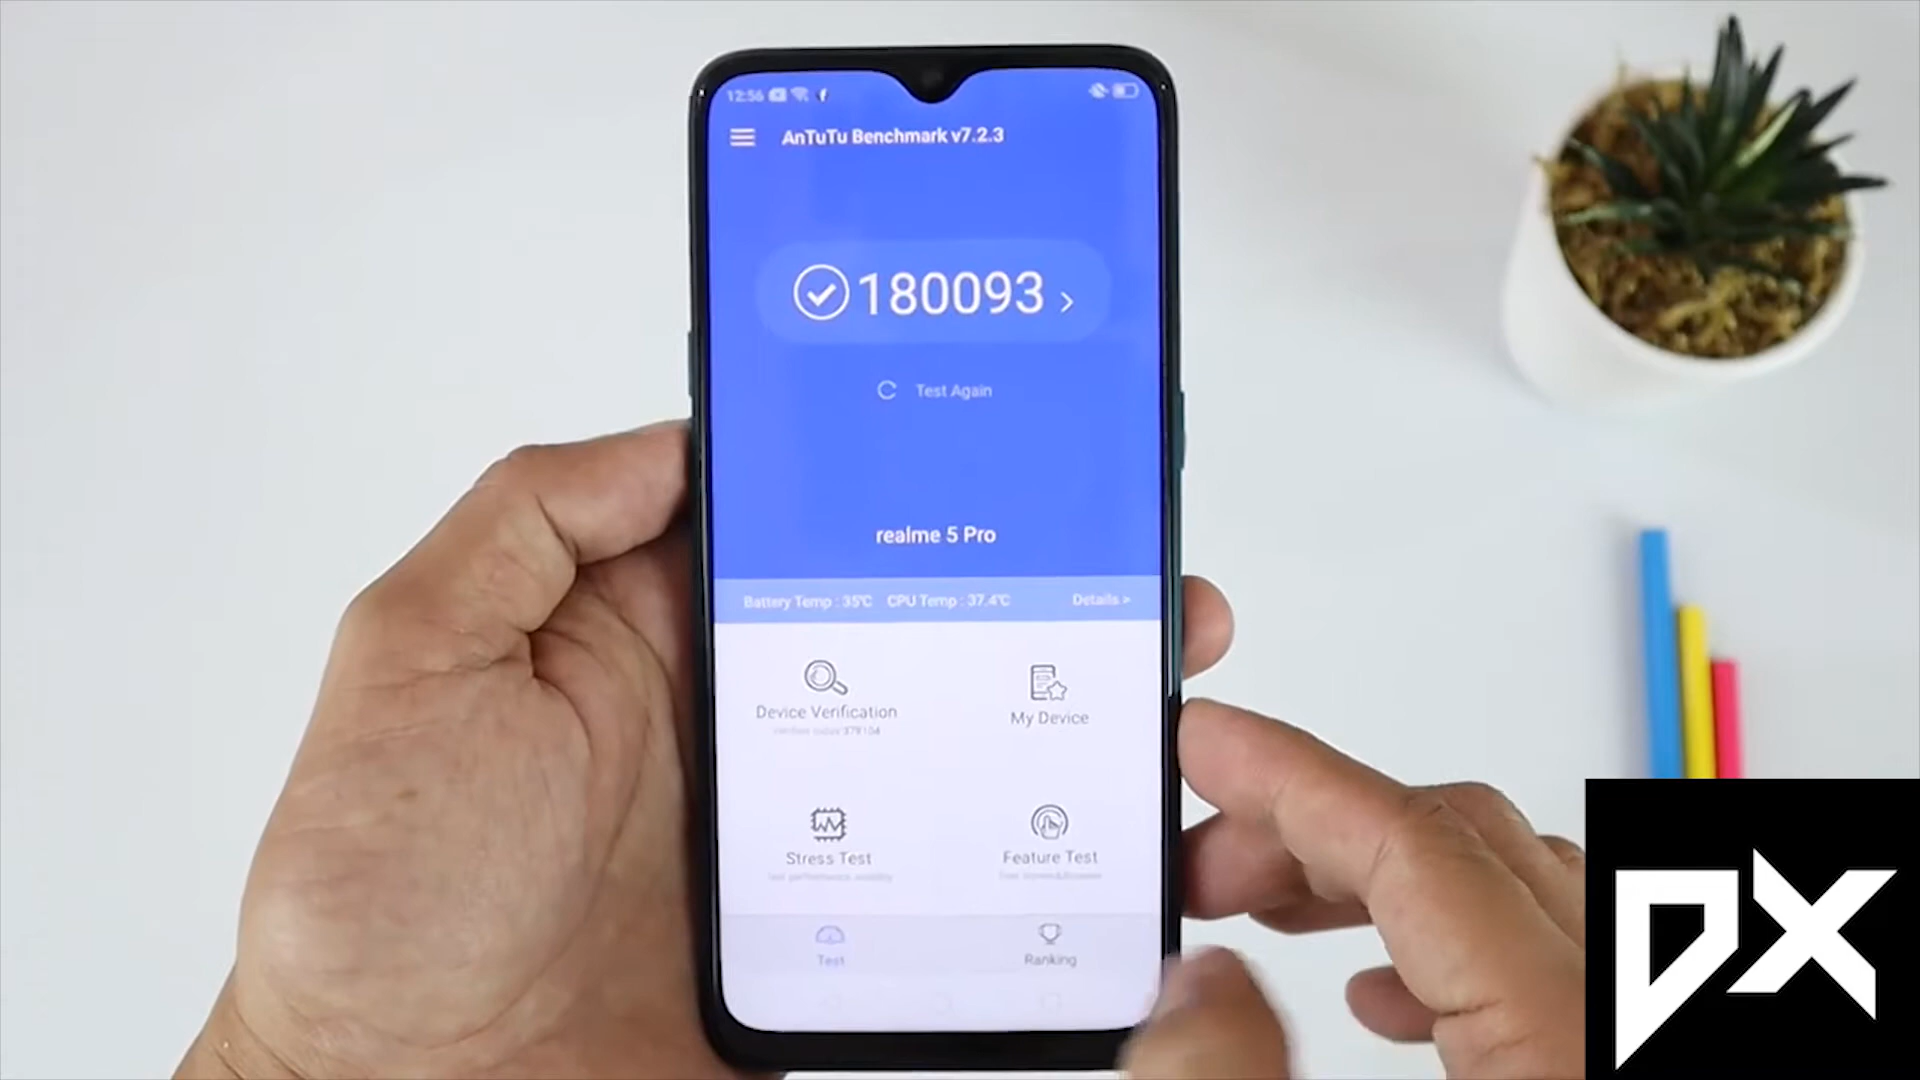 12:56
AnTuTu Benchmark v7.2.3
180093 >
Test Again
realme 5 Pro
Battery Temp : 35℃ CPU Temp : 37.4℃ Details >
Device Verification
My Device
Stress Test
Feature Test
Test
Ranking
DX